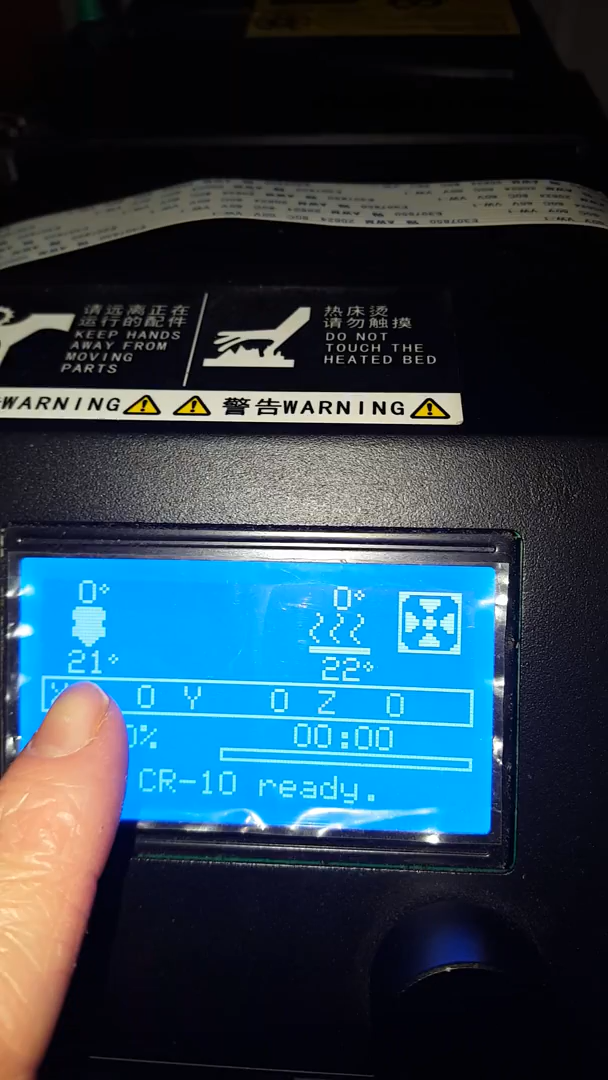 请远离正在
运行的配件
KEEP HANDS
AWAY FROM
MOVING
PARTS
热床烫
请勿触摸
DO NOT
TOUCH THE
HEATED BED
WARNING
警告WARNING
0°
0°
21°
22°
X 0 Y 0 Z 0
0% 00:00
CR-10 ready.